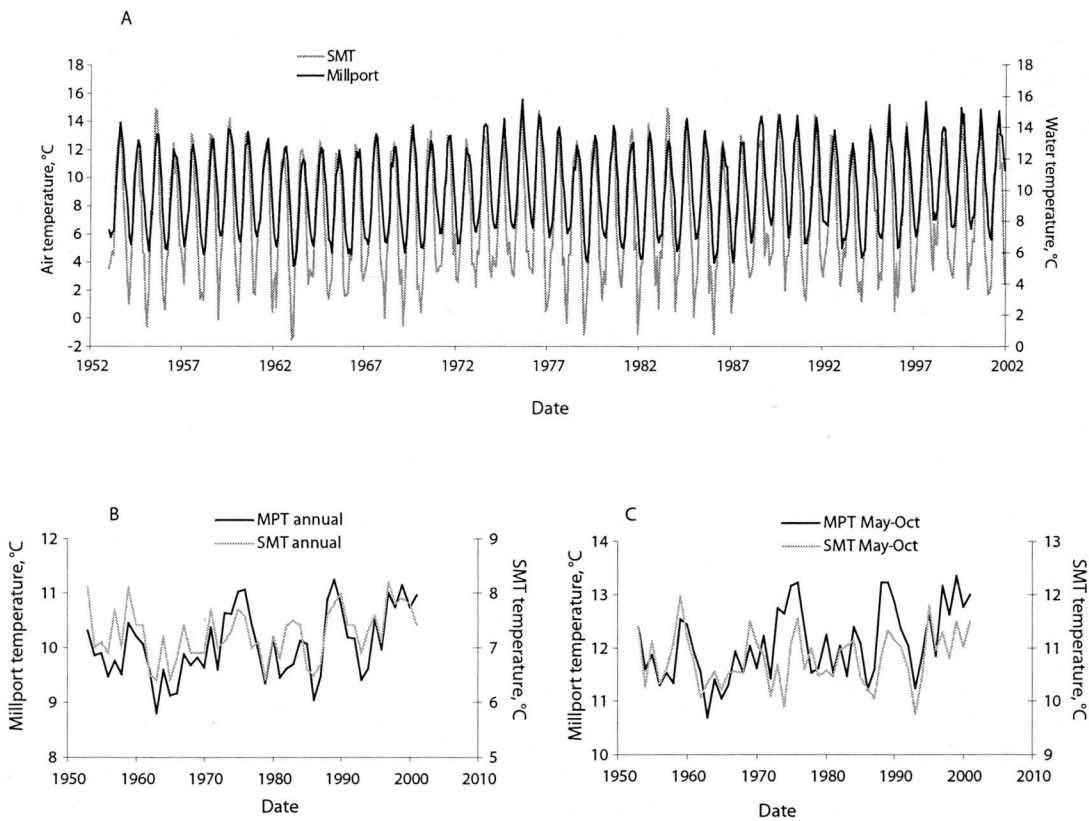 A
SMT
Millport
18
16
14
12
10
8
6
4
2
0
-2
Air temperature, °C
18
16
14
12
10
8
6
4
2
0
Water temperature, °C
1952 1957 1962 1967 1972 1977 1982 1987 1992 1997 2002
Date
B
MPT annual
SMT annual
12
11
10
9
8
Millport temperature, °C
9
8
7
6
5
SMT temperature, °C
1950 1960 1970 1980 1990 2000 2010
Date
C
MPT May-Oct
SMT May-Oct
14
13
12
11
10
Millport temperature, °C
13
12
11
10
9
SMT temperature, °C
1950 1960 1970 1980 1990 2000 2010
Date